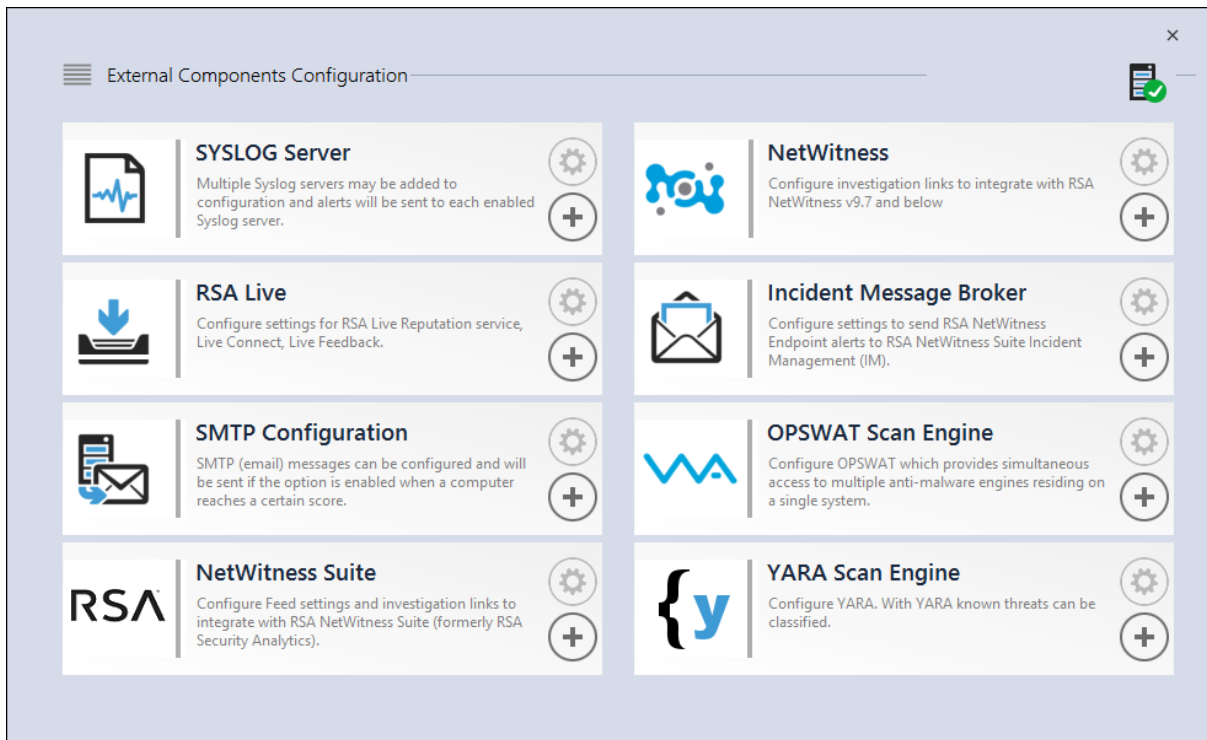 External Components Configuration
SYSLOG Server
Multiple Syslog servers may be added to
configuration and alerts will be sent to each enabled
Syslog server.
NetWitness
Configure investigation links to integrate with RSA
NetWitness v9.7 and below
RSA Live
Configure settings for RSA Live Reputation service,
Live Connect, Live Feedback.
Incident Message Broker
Configure settings to send RSA NetWitness
Endpoint alerts to RSA NetWitness Suite Incident
Management (IM).
SMTP Configuration
SMTP (email) messages can be configured and will
be sent if the option is enabled when a computer
reaches a certain score.
OPSWAT Scan Engine
Configure OPSWAT which provides simultaneous
access to multiple anti-malware engines residing on
a single system.
RSA
NetWitness Suite
Configure Feed settings and investigation links to
integrate with RSA NetWitness Suite (formerly RSA
Security Analytics).
{y
YARA Scan Engine
Configure YARA. With YARA known threats can be
classified.